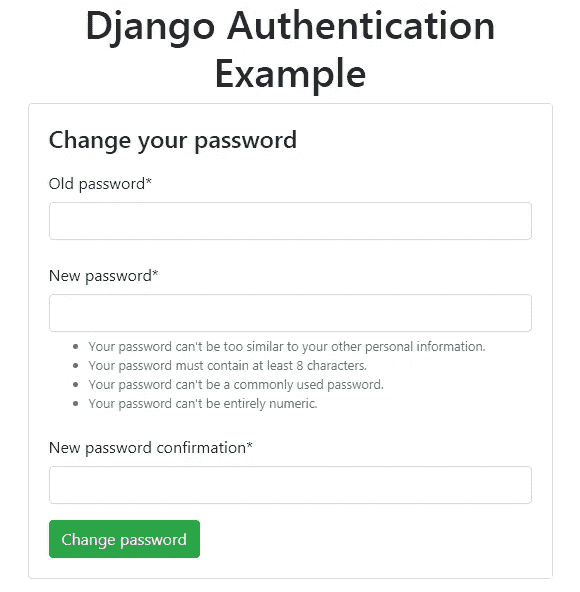 Django Authentication
Example
Change your password
Old password*
New password*
Your password can't be too similar to your other personal information.
Your password must contain at least 8 characters.
Your password can't be a commonly used password.
Your password can't be entirely numeric.
New password confirmation*
Change password